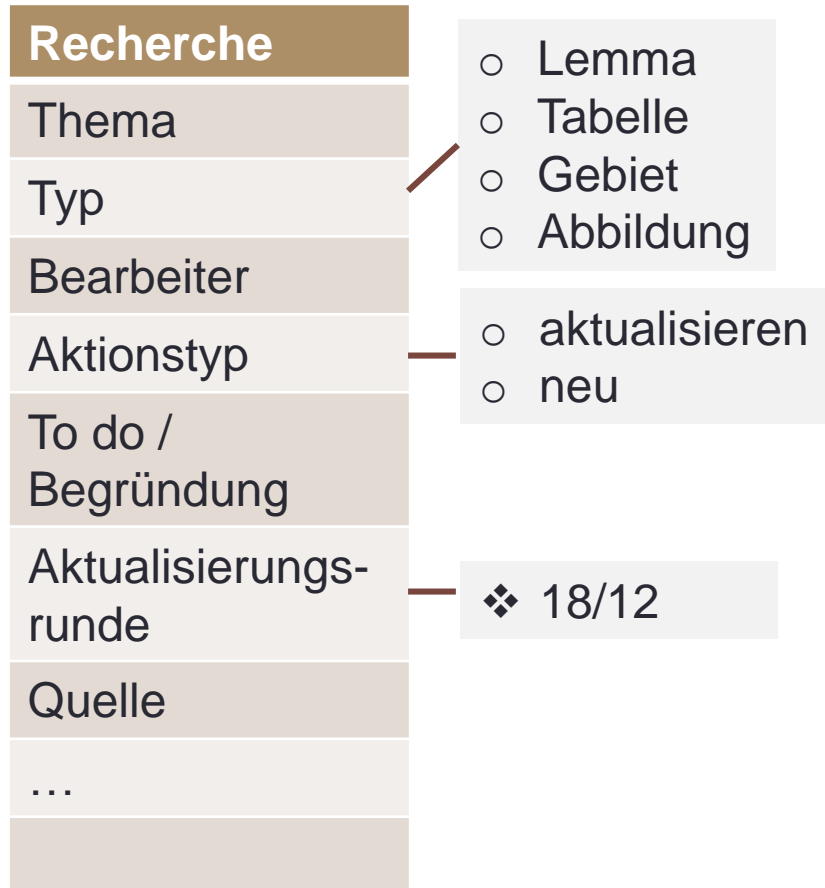 Recherche
Thema
Typ
Bearbeiter
Aktionstyp
To do /
Begründung
Aktualisierungs-
runde
Quelle
…
○ Lemma
○ Tabelle
○ Gebiet
○ Abbildung
○ aktualisieren
○ neu
❖ 18/12